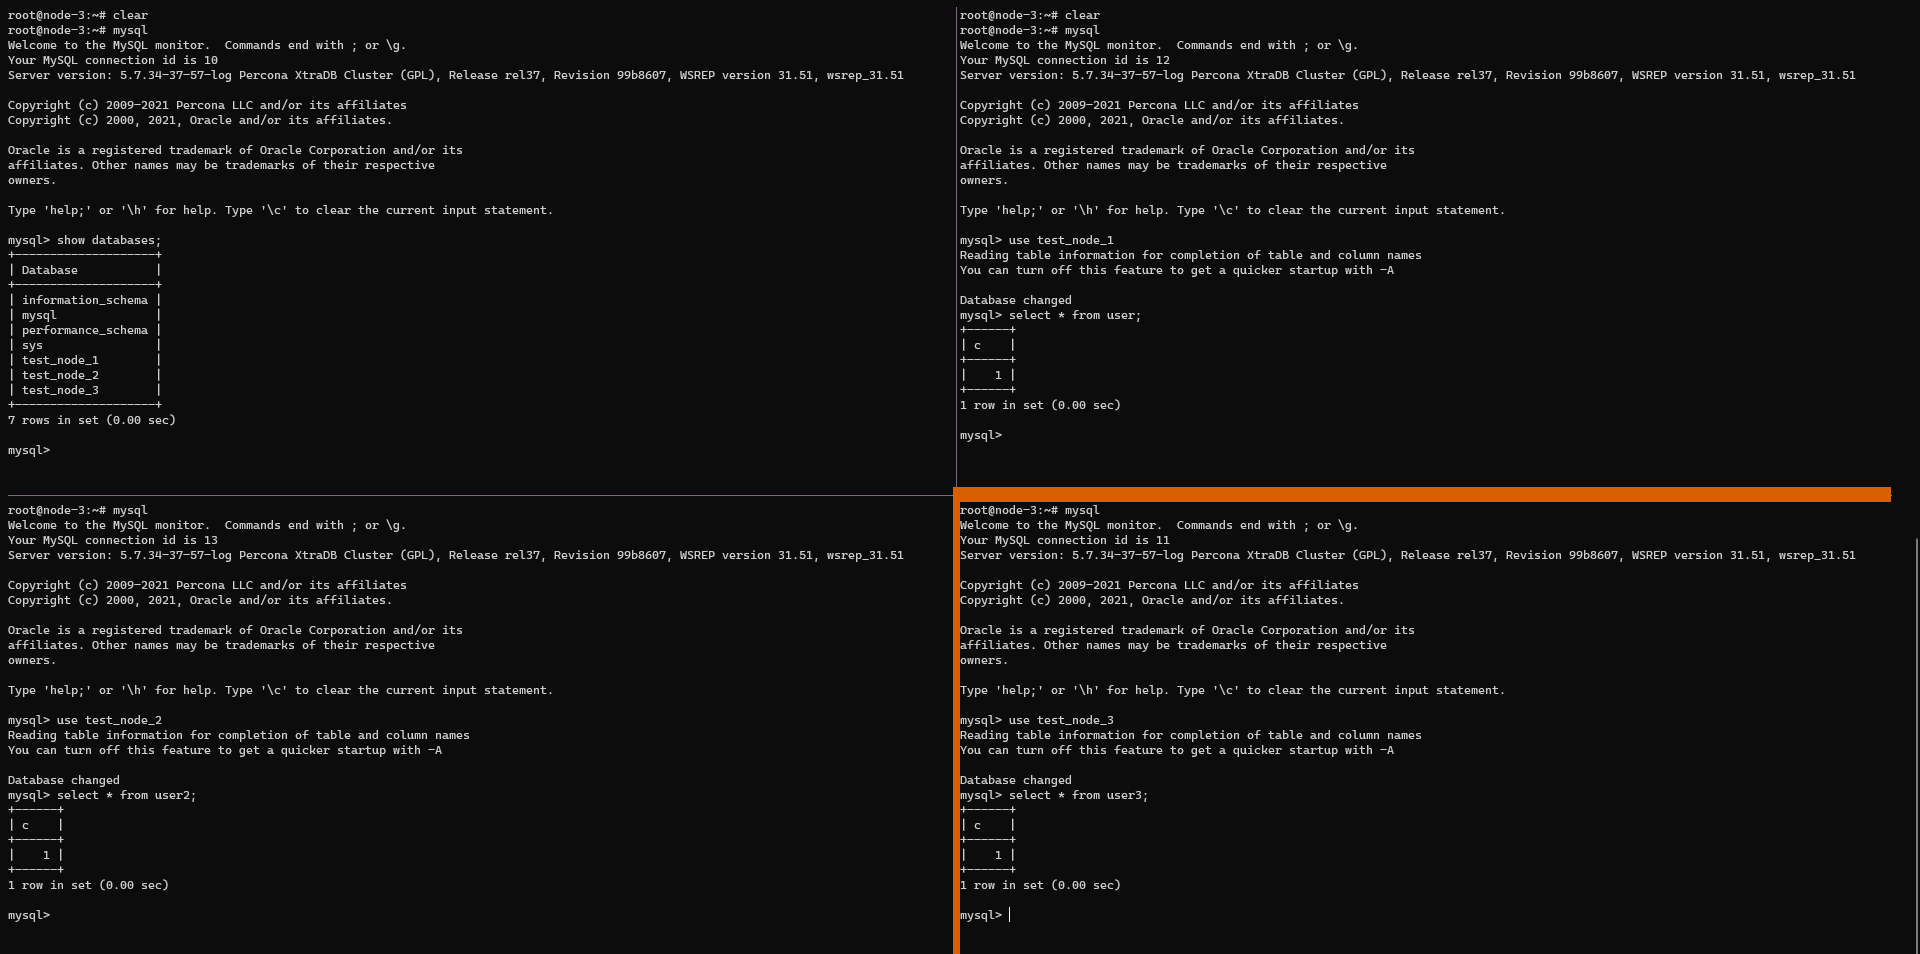 root@node-3:~# clear
root@node-3:~# mysql
Welcome to the MySQL monitor.  Commands end with ; or \g.
Your MySQL connection id is 10
Server version: 5.7.34-37-57-log Percona XtraDB Cluster (GPL), Release rel37, Revision 99b8607, WSREP version 31.51, wsrep_31.51

Copyright (c) 2009-2021 Percona LLC and/or its affiliates
Copyright (c) 2000, 2021, Oracle and/or its affiliates.

Oracle is a registered trademark of Oracle Corporation and/or its
affiliates. Other names may be trademarks of their respective
owners.

Type 'help;' or '\h' for help. Type '\c' to clear the current input statement.

mysql> show databases;
+--------------------+
| Database           |
+--------------------+
| information_schema |
| mysql              |
| performance_schema |
| sys                |
| test_node_1        |
| test_node_2        |
| test_node_3        |
+--------------------+
7 rows in set (0.00 sec)

mysql>

root@node-3:~# clear
root@node-3:~# mysql
Welcome to the MySQL monitor.  Commands end with ; or \g.
Your MySQL connection id is 12
Server version: 5.7.34-37-57-log Percona XtraDB Cluster (GPL), Release rel37, Revision 99b8607, WSREP version 31.51, wsrep_31.51

Copyright (c) 2009-2021 Percona LLC and/or its affiliates
Copyright (c) 2000, 2021, Oracle and/or its affiliates.

Oracle is a registered trademark of Oracle Corporation and/or its
affiliates. Other names may be trademarks of their respective
owners.

Type 'help;' or '\h' for help. Type '\c' to clear the current input statement.

mysql> use test_node_1
Reading table information for completion of table and column names
You can turn off this feature to get a quicker startup with -A

Database changed
mysql> select * from user;
+------+
| c    |
+------+
|    1 |
+------+
1 row in set (0.00 sec)

mysql>

root@node-3:~# mysql
Welcome to the MySQL monitor.  Commands end with ; or \g.
Your MySQL connection id is 13
Server version: 5.7.34-37-57-log Percona XtraDB Cluster (GPL), Release rel37, Revision 99b8607, WSREP version 31.51, wsrep_31.51

Copyright (c) 2009-2021 Percona LLC and/or its affiliates
Copyright (c) 2000, 2021, Oracle and/or its affiliates.

Oracle is a registered trademark of Oracle Corporation and/or its
affiliates. Other names may be trademarks of their respective
owners.

Type 'help;' or '\h' for help. Type '\c' to clear the current input statement.

mysql> use test_node_2
Reading table information for completion of table and column names
You can turn off this feature to get a quicker startup with -A

Database changed
mysql> select * from user2;
+------+
| c    |
+------+
|    1 |
+------+
1 row in set (0.00 sec)

mysql>

root@node-3:~# mysql
Welcome to the MySQL monitor.  Commands end with ; or \g.
Your MySQL connection id is 11
Server version: 5.7.34-37-57-log Percona XtraDB Cluster (GPL), Release rel37, Revision 99b8607, WSREP version 31.51, wsrep_31.51

Copyright (c) 2009-2021 Percona LLC and/or its affiliates
Copyright (c) 2000, 2021, Oracle and/or its affiliates.

Oracle is a registered trademark of Oracle Corporation and/or its
affiliates. Other names may be trademarks of their respective
owners.

Type 'help;' or '\h' for help. Type '\c' to clear the current input statement.

mysql> use test_node_3
Reading table information for completion of table and column names
You can turn off this feature to get a quicker startup with -A

Database changed
mysql> select * from user3;
+------+
| c    |
+------+
|    1 |
+------+
1 row in set (0.00 sec)

mysql>